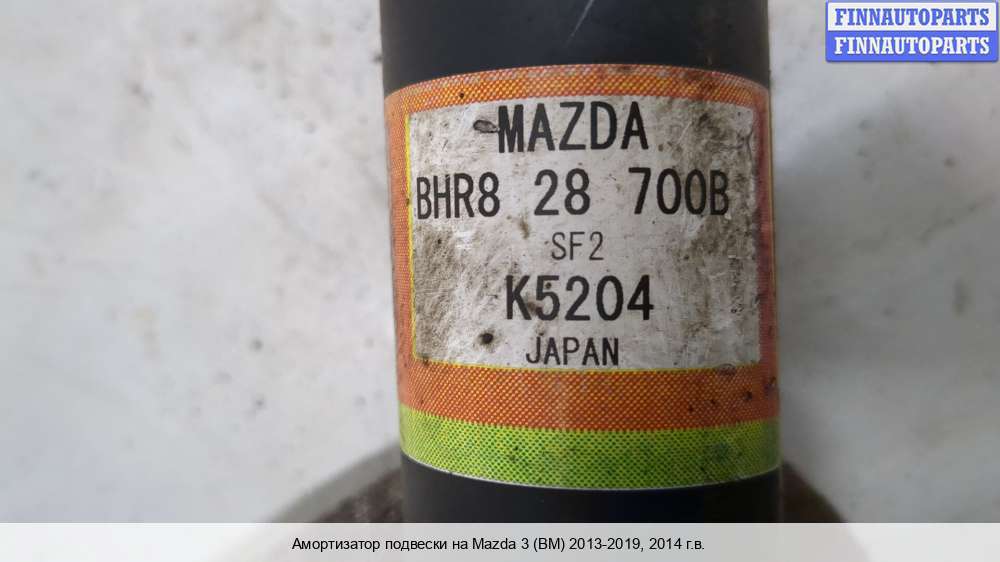 FINNAUTOPARTS
FINNAUTOPARTS
MAZDA
BHR8 28 700B
SF2
K5204
JAPAN
Амортизатор подвески на Mazda 3 (BM) 2013-2019, 2014 г.в.